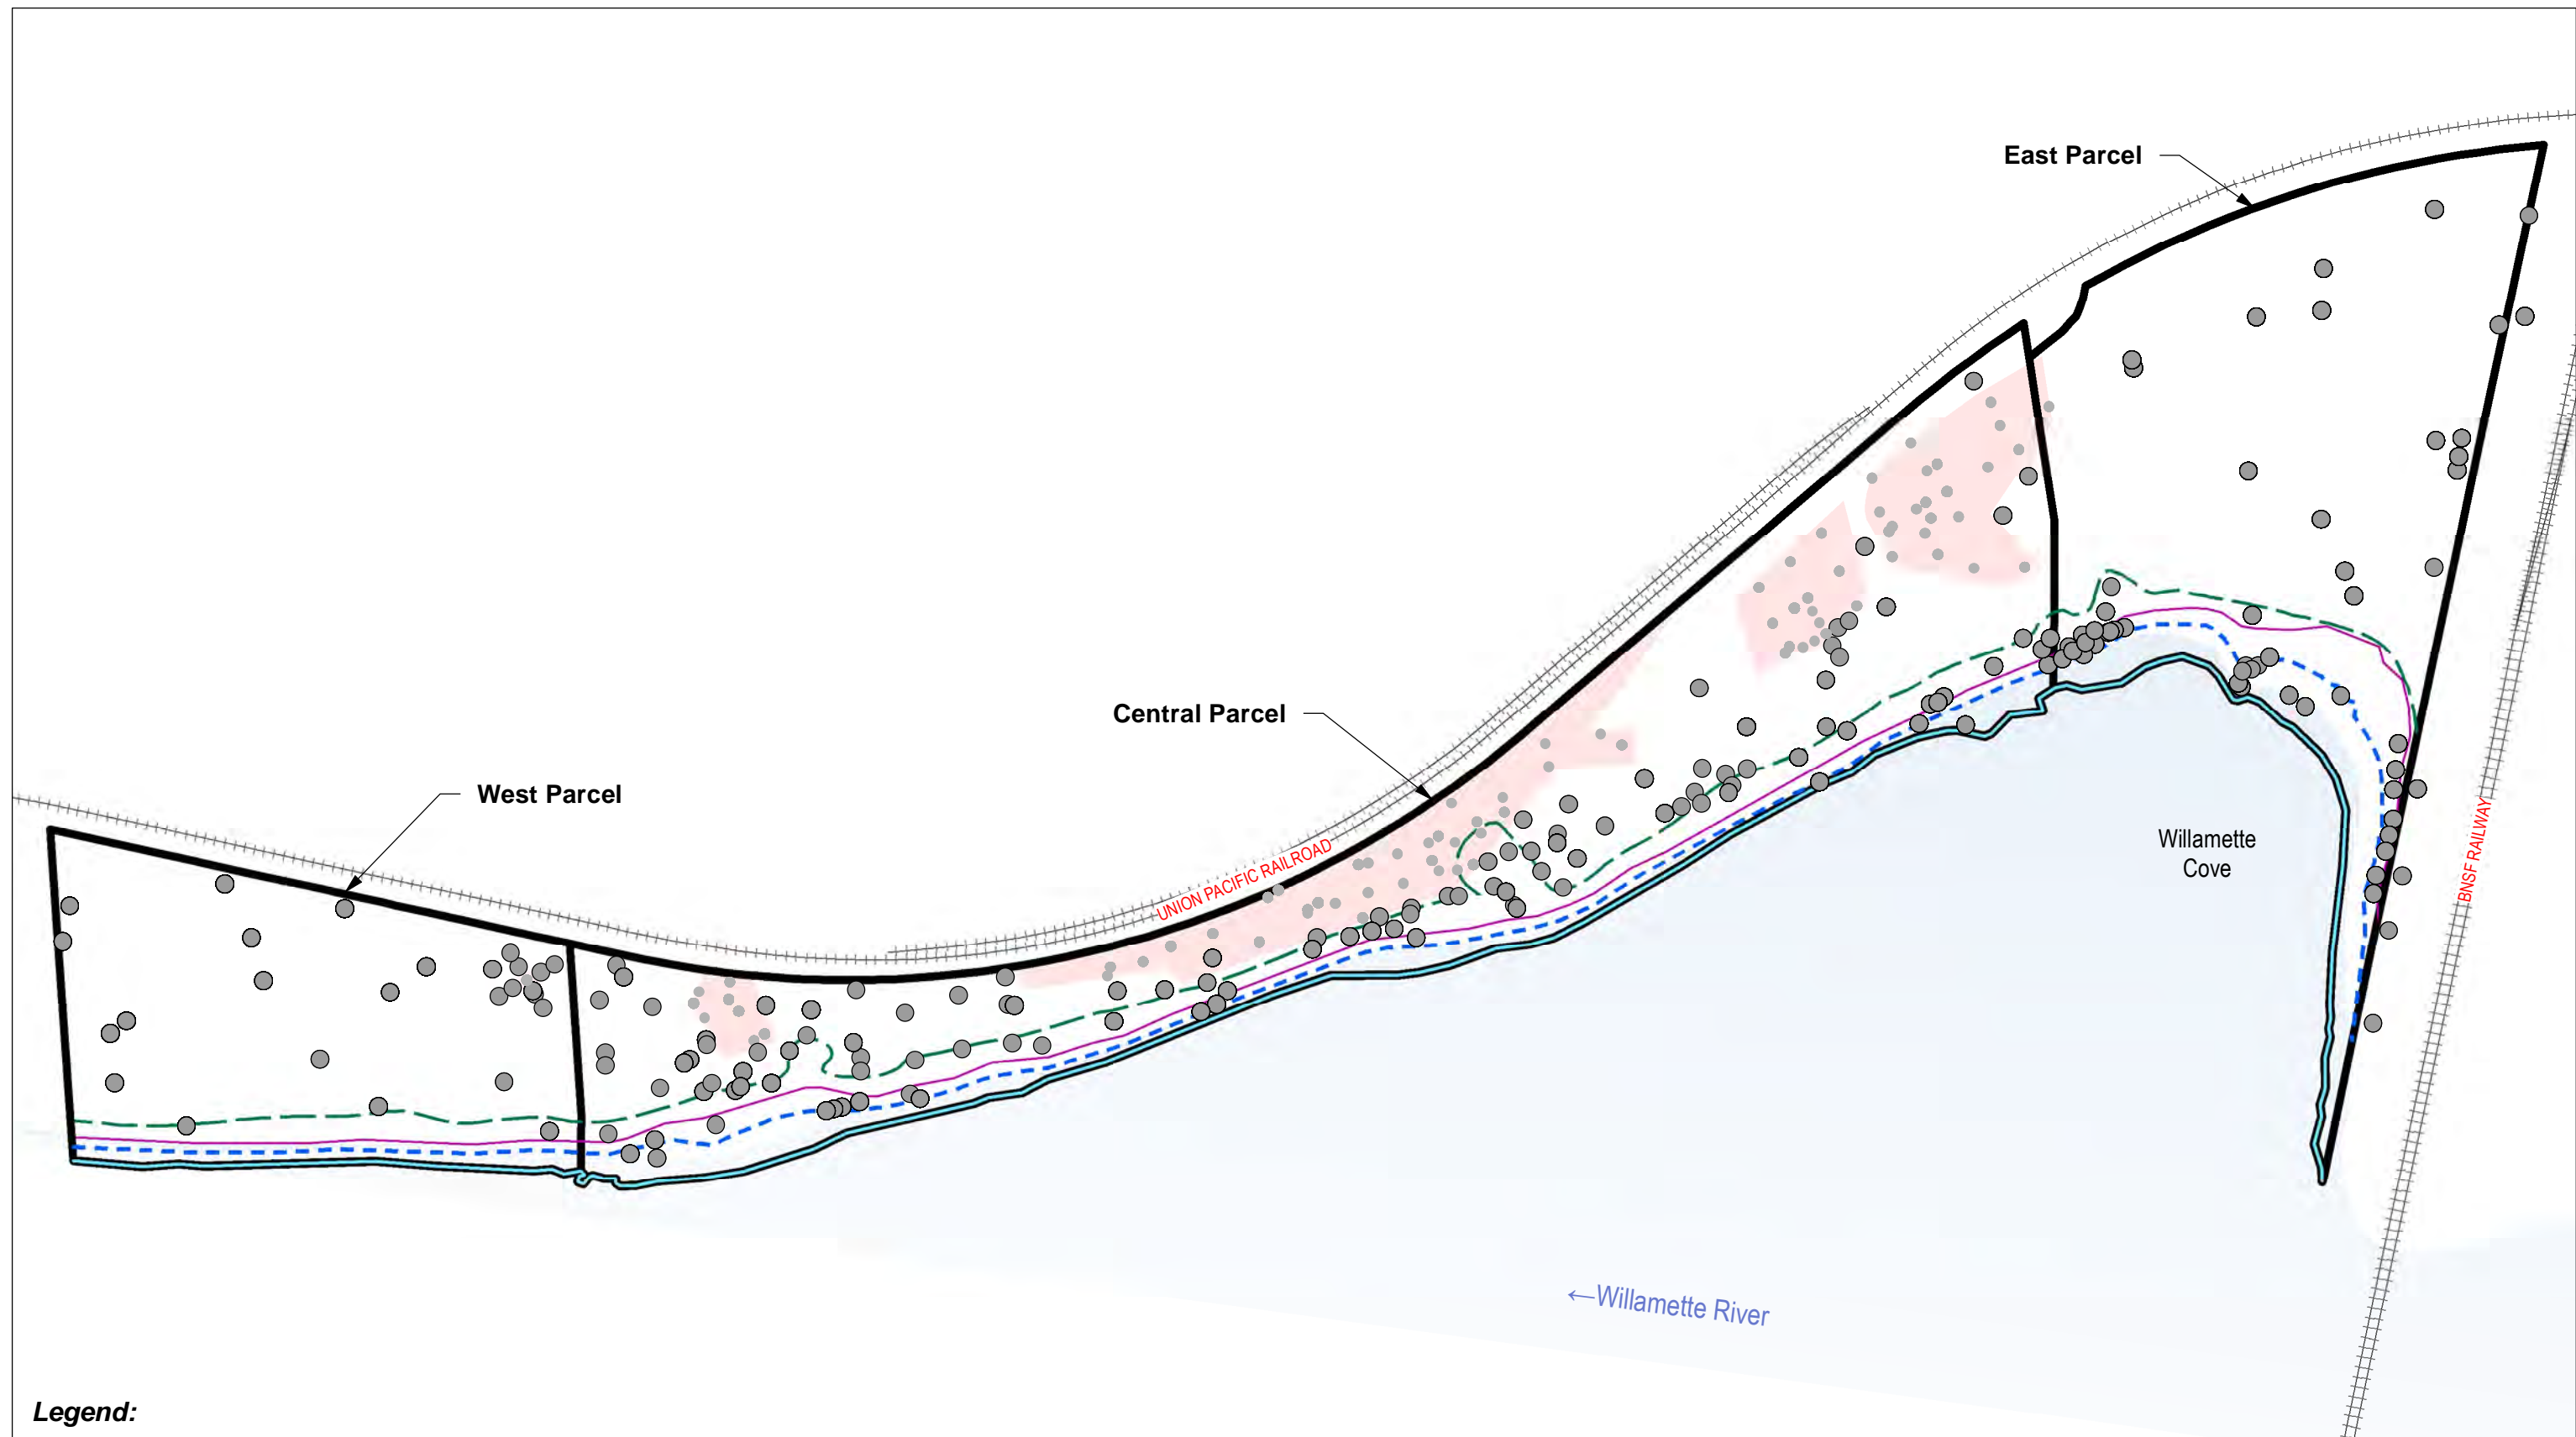 East Parcel
Central Parcel
West Parcel
UNION PACIFIC RAILROAD
BNSF RAILWAY
Willamette
Cove
←Willamette River
Legend: